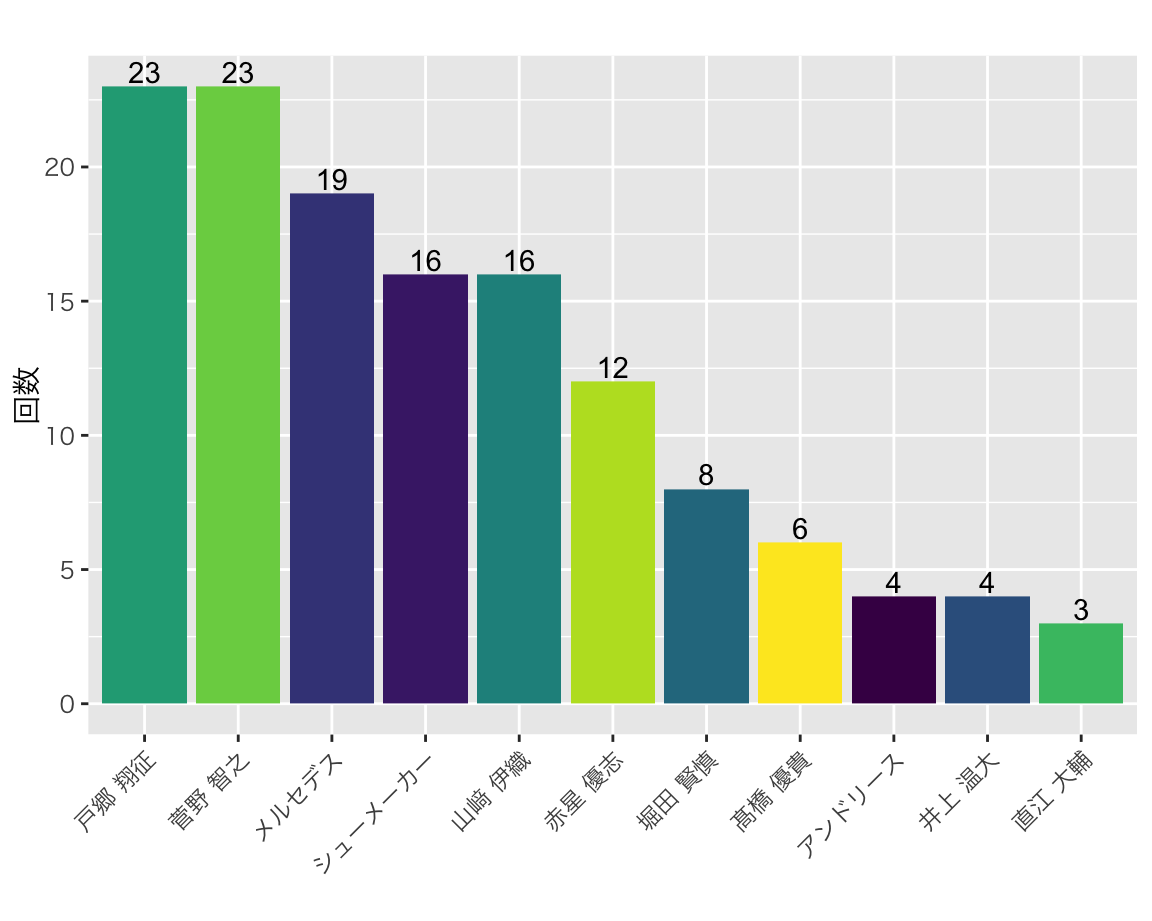 23
23
19
16
16
12
8
6
4
4
3
回数
20
15
10
5
0
戸郷 翔征
菅野 智之
メルセデス
シューメーカー
山﨑 伊織
赤星 優志
堀田 賢慎
髙橋 優貴
アンドリース
井上 温大
直江 大輔